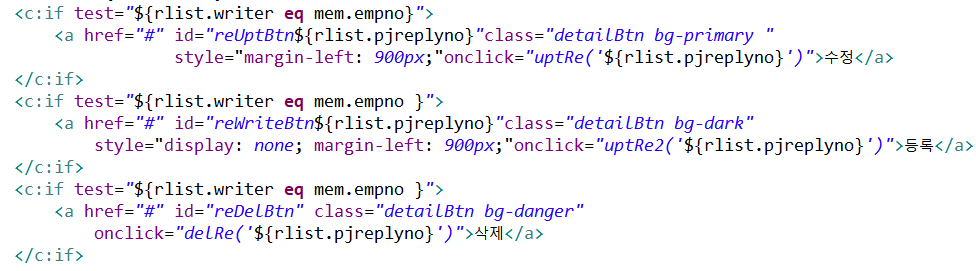 <c:if test="${rlist.writer eq mem.empno}">
<a href="#" id="reUptBtn${rlist.pjreplyno}"class="detailBtn bg-primary "
style="margin-left: 900px;"onclick="uptRe('${rlist.pjreplyno}')">수정</a>
</c:if>
<c:if test="${rlist.writer eq mem.empno }">
<a href="#" id="reWriteBtn${rlist.pjreplyno}"class="detailBtn bg-dark"
style="display: none; margin-left: 900px;"onclick="uptRe2('${rlist.pjreplyno}')">등록</a>
</c:if>
<c:if test="${rlist.writer eq mem.empno }">
<a href="#" id="reDelBtn" class="detailBtn bg-danger"
onclick="delRe('${rlist.pjreplyno}')">삭제</a>
</c:if>